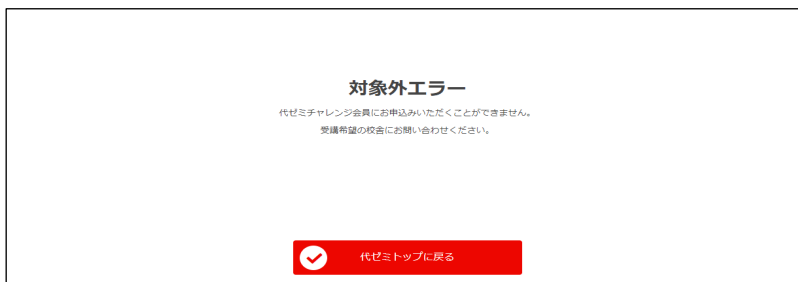 対象外エラー
代ゼミチャレンジ会員にお申込みいただくことができません。
受講希望の校舎にお問い合わせください。
代ゼミトップに戻る